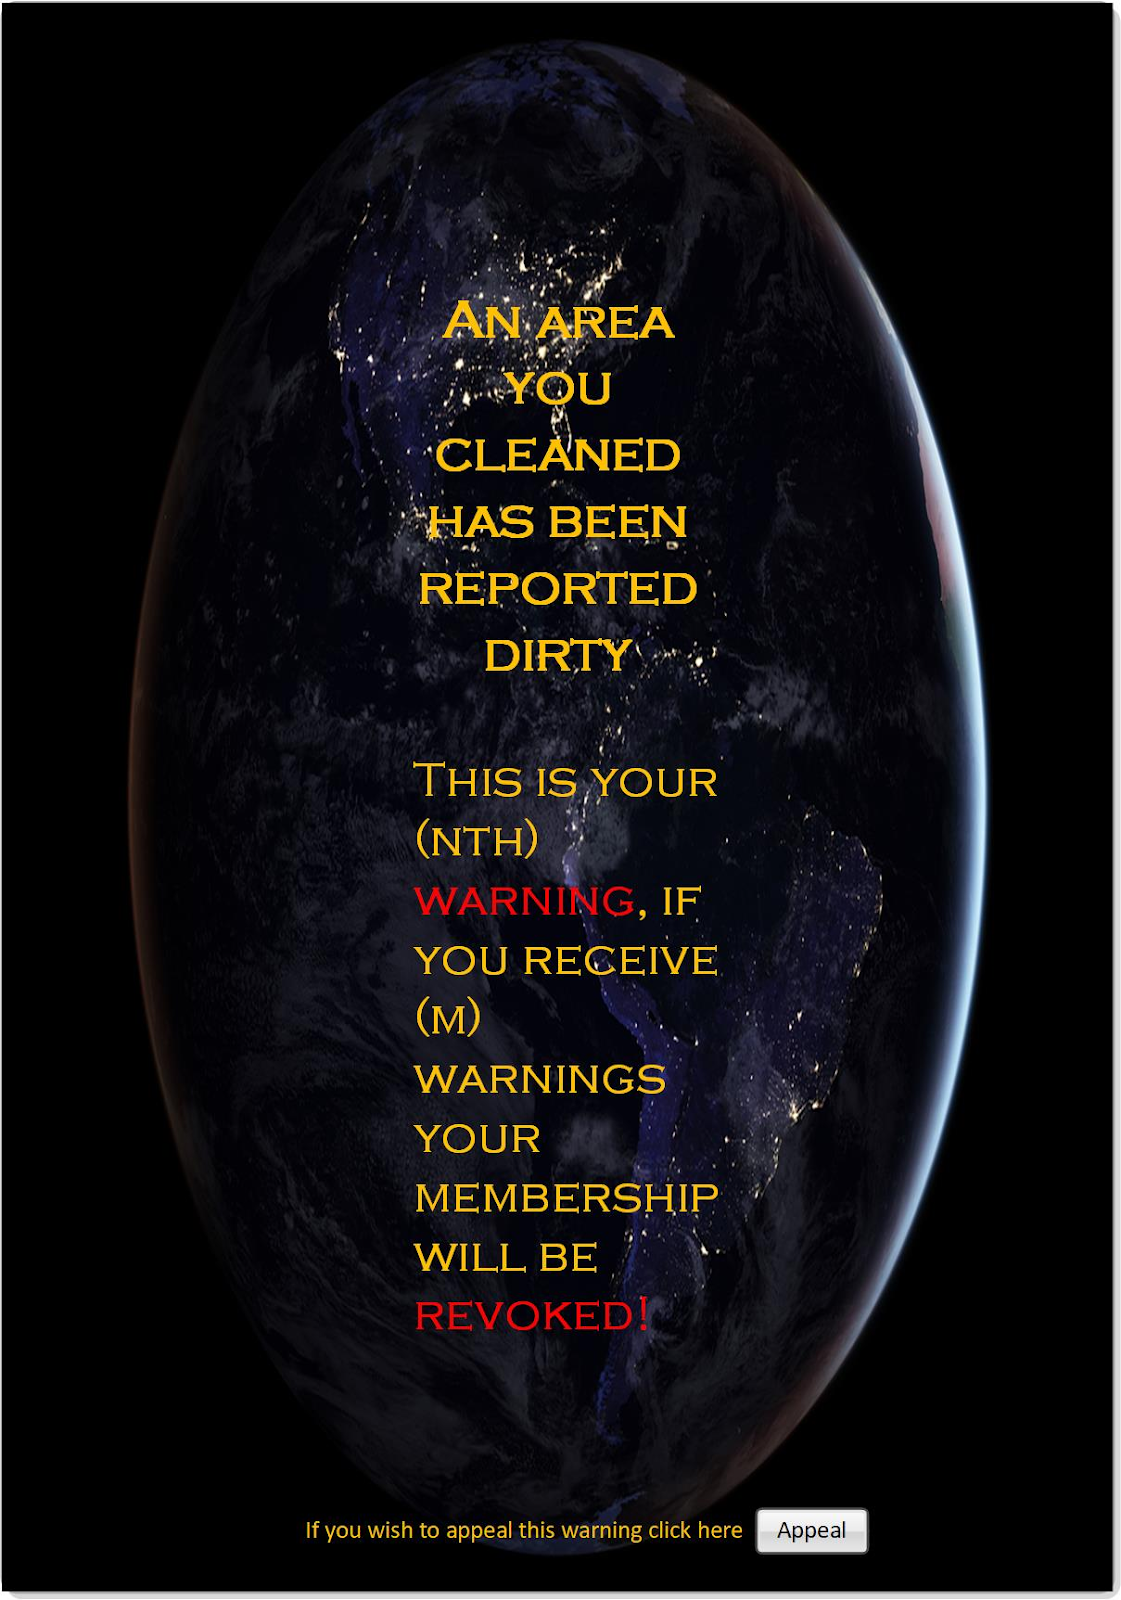 An area
you
cleaned
has been
reported
dirty
This is your
(nth)
warning, if
you receive
(m)
warnings
your
membership
will be
revoked!
If you wish to appeal this warning click here Appeal